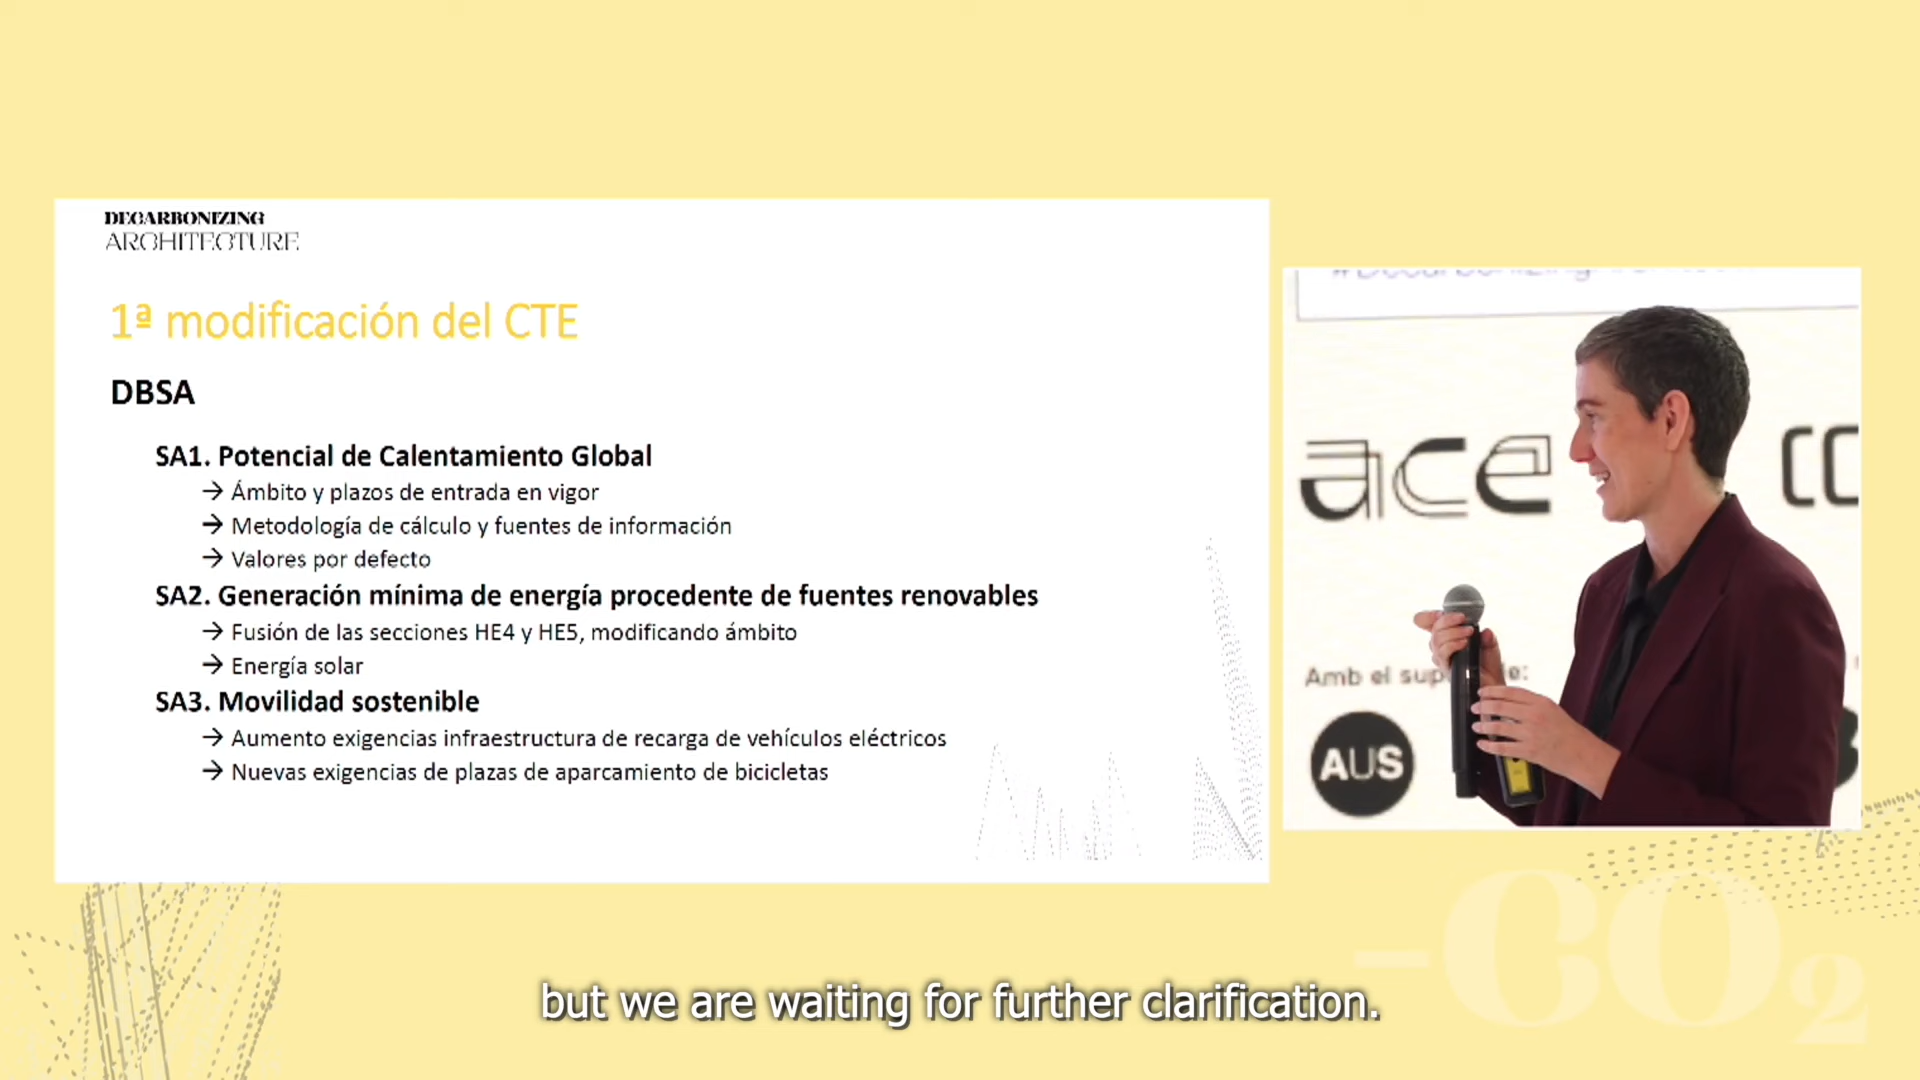 DECARBONIZING
ARCHITECTURE
1ª modificación del CTE
DBSA
SA1. Potencial de Calentamiento Global
→ Ámbito y plazos de entrada en vigor
→ Metodología de cálculo y fuentes de información
→ Valores por defecto
SA2. Generación mínima de energía procedente de fuentes renovables
→ Fusión de las secciones HE4 y HE5, modificando ámbito
→ Energía solar
SA3. Movilidad sostenible
→ Aumento exigencias infraestructura de recarga de vehículos eléctricos
→ Nuevas exigencias de plazas de aparcamiento de bicicletas
ace
Amb el
AUS
-CO2
but we are waiting for further clarification.